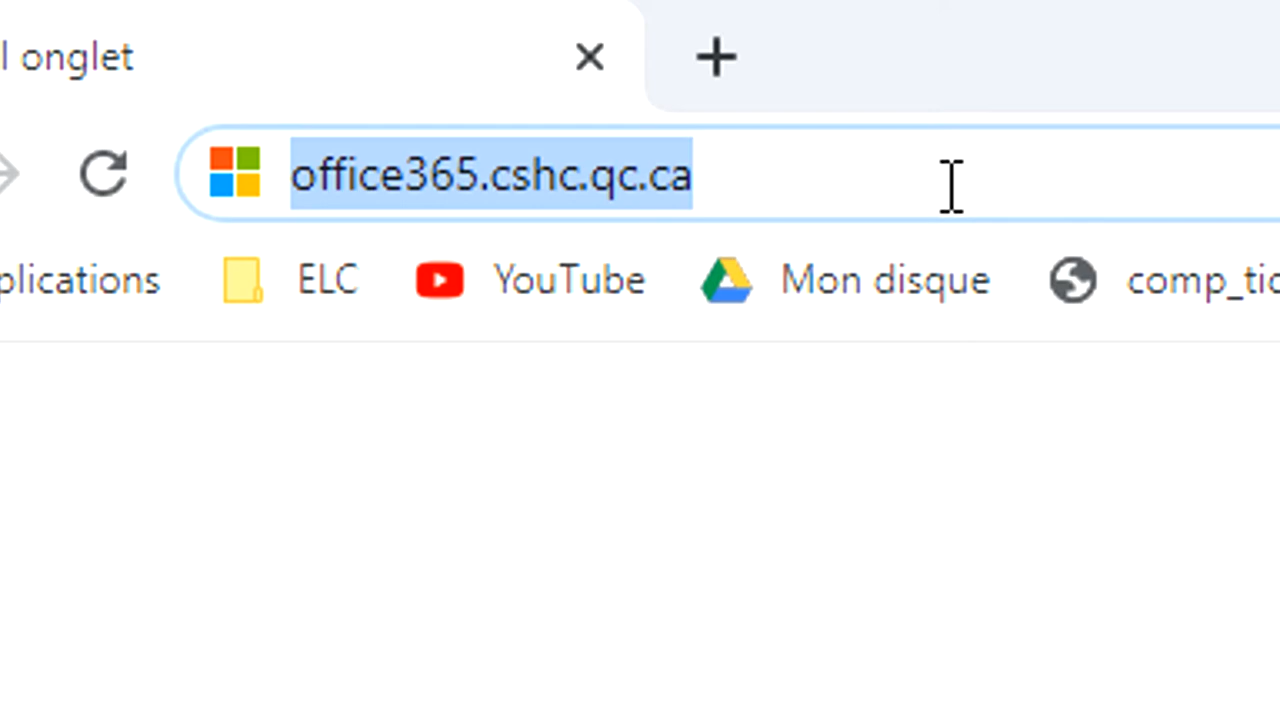 l onglet
office365.cshc.qc.ca
plications ELC YouTube Mon disque comp_tic